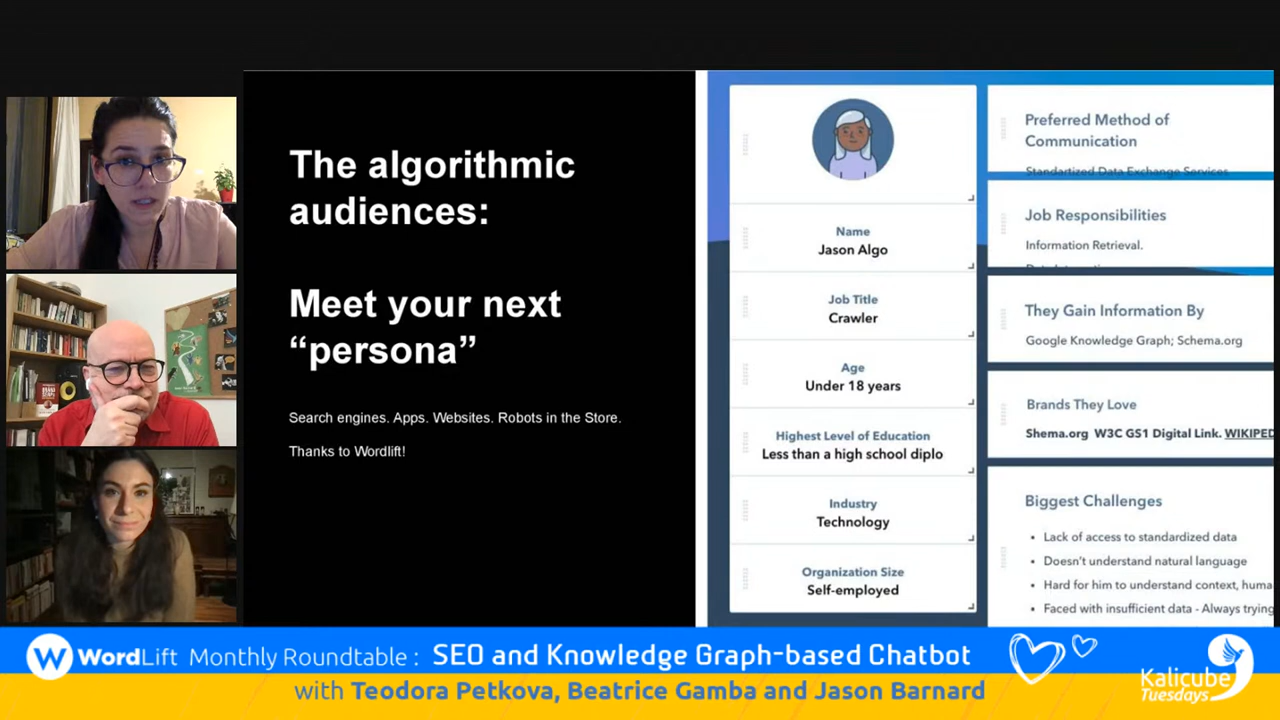 The algorithmic
audiences:
Meet your next
“persona”
Search engines. Apps. Websites. Robots in the Store.
Thanks to Wordlift!
Name
Jason Algo
Job Title
Crawler
Age
Under 18 years
Highest Level of Education
Less than a high school diplo
Industry
Technology
Organization Size
Self-employed
Preferred Method of
Communication
Standartized Data Exchange Services
Job Responsibilities
Information Retrieval.
They Gain Information By
Google Knowledge Graph; Schema.org
Brands They Love
Shema.org W3C GS1 Digital Link. WIKIPED
Biggest Challenges
• Lack of access to standardized data
• Doesn't understand natural language
• Hard for him to understand context, huma
• Faced with insufficient data - Always trying
W WordLift Monthly Roundtable : SEO and Knowledge Graph-based Chatbot
with Teodora Petkova, Beatrice Gamba and Jason Barnard
Kalicube
Tuesdays